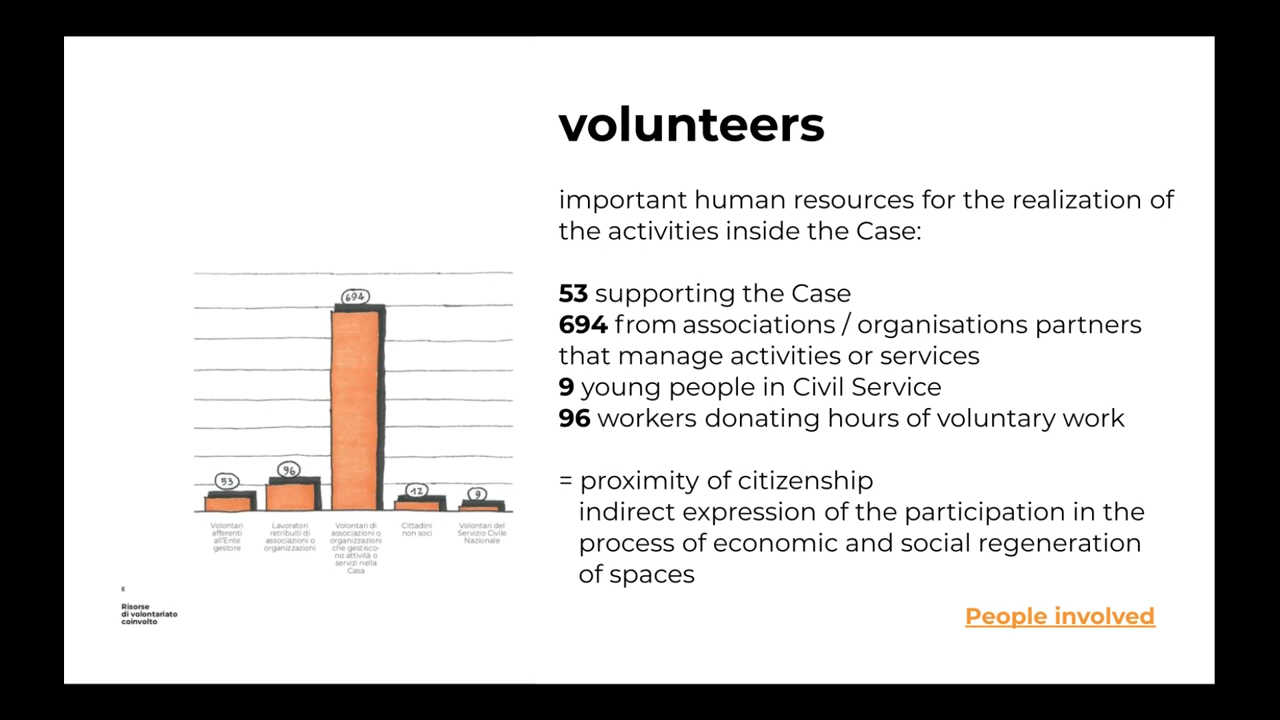 volunteers
important human resources for the realization of
the activities inside the Case:
53 supporting the Case
694 from associations / organisations partners
that manage activities or services
9 young people in Civil Service
96 workers donating hours of voluntary work
= proximity of citizenship
indirect expression of the participation in the
process of economic and social regeneration
of spaces
People involved
694
53
96
12
9
Volontari
afferenti
all'Ente
gestore
Lavoratori
retribuiti di
associazioni o
organizzazioni
Volontari di
associazioni o
organizzazioni
che gestisco-
no attività o
servizi nella
Casa
Cittadini
non soci
Volontari del
Servizio Civile
Nazionale
E
Risorse
di volontariato
coinvolto